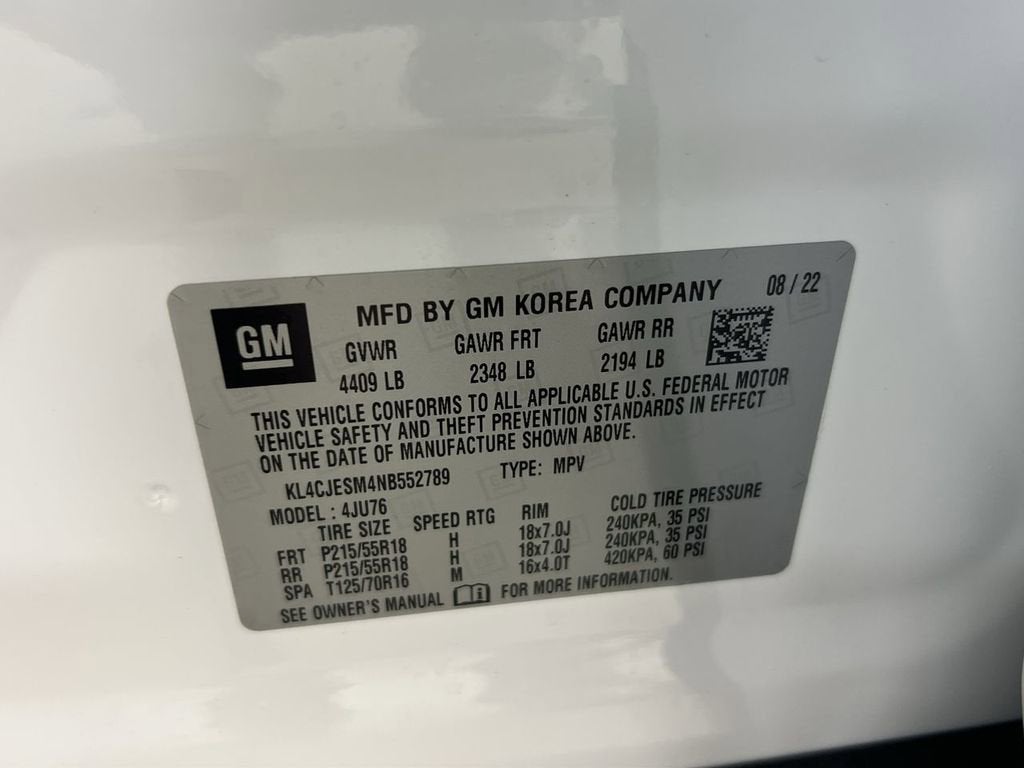 GM
MFD BY GM KOREA COMPANY 08 / 22
GVWR GAWR FRT GAWR RR
4409 LB 2348 LB 2194 LB
THIS VEHICLE CONFORMS TO ALL APPLICABLE U.S. FEDERAL MOTOR
VEHICLE SAFETY AND THEFT PREVENTION STANDARDS IN EFFECT
ON THE DATE OF MANUFACTURE SHOWN ABOVE.
KL4CJESM4NB552789 TYPE: MPV
MODEL : 4JU76
TIRE SIZE SPEED RTG RIM COLD TIRE PRESSURE
FRT P215/55R18 H 18x7.0J 240KPA, 35 PSI
RR P215/55R18 H 18x7.0J 240KPA, 35 PSI
SPA T125/70R16 M 16x4.0T 420KPA, 60 PSI
SEE OWNER'S MANUAL FOR MORE INFORMATION.